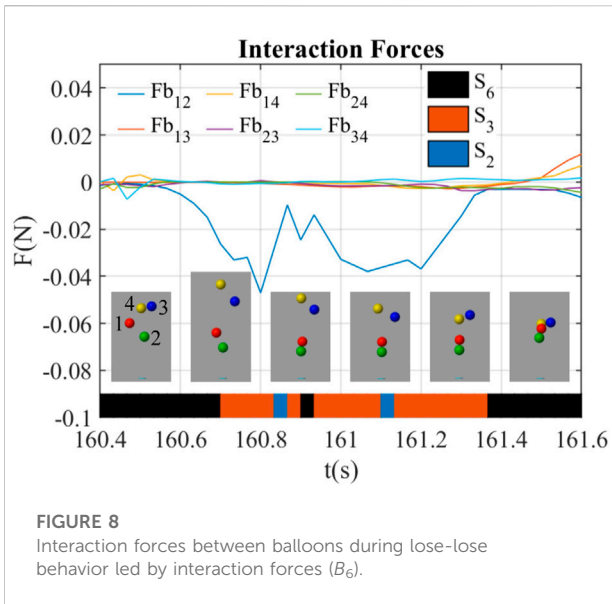 Interaction Forces
Fb₁₂ Fb₁₄ Fb₂₄
Fb₁₃ Fb₂₃ Fb₃₄
S₆
S₃
S₂
F(N)
0.04
0.02
0
-0.02
-0.04
-0.06
-0.08
-0.1
4 3
1 2
160.4 160.6 160.8 161 161.2 161.4 161.6
t(s)
FIGURE 8
Interaction forces between balloons during lose-lose
behavior led by interaction forces (B₆).